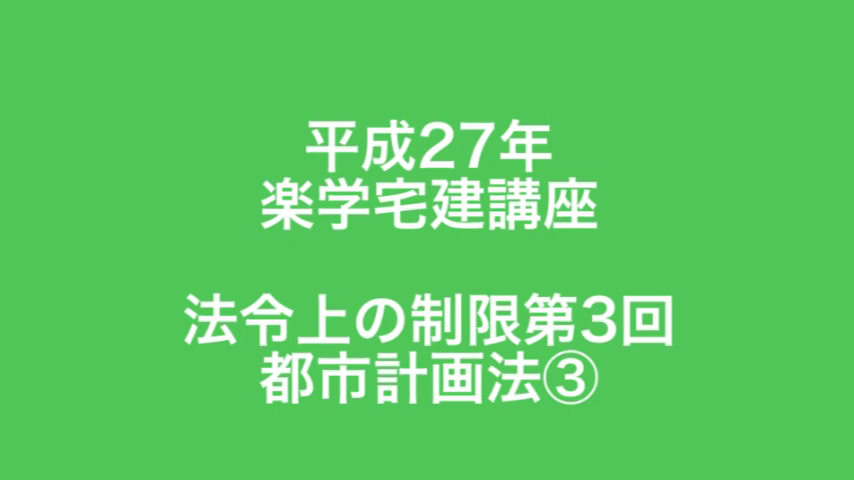 平成27年
楽学宅建講座
法令上の制限第3回
都市計画法③